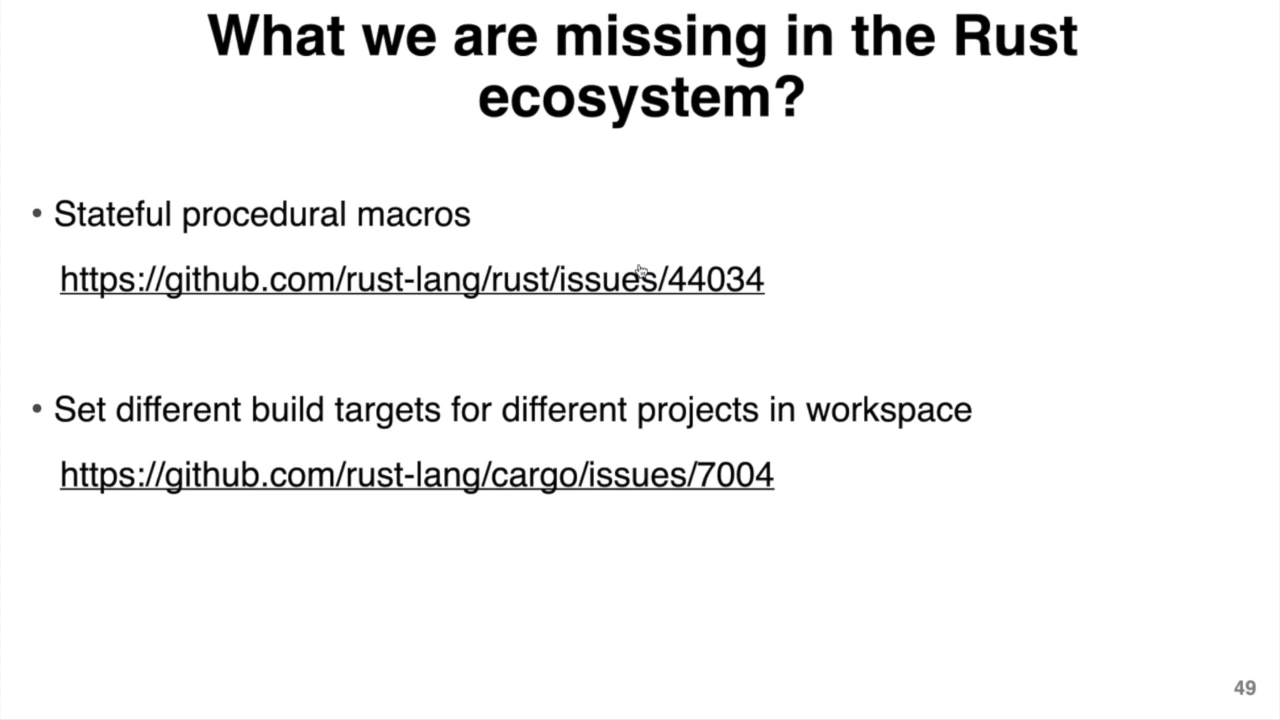 What we are missing in the Rust
ecosystem?
• Stateful procedural macros
https://github.com/rust-lang/rust/issues/44034
• Set different build targets for different projects in workspace
https://github.com/rust-lang/cargo/issues/7004
49